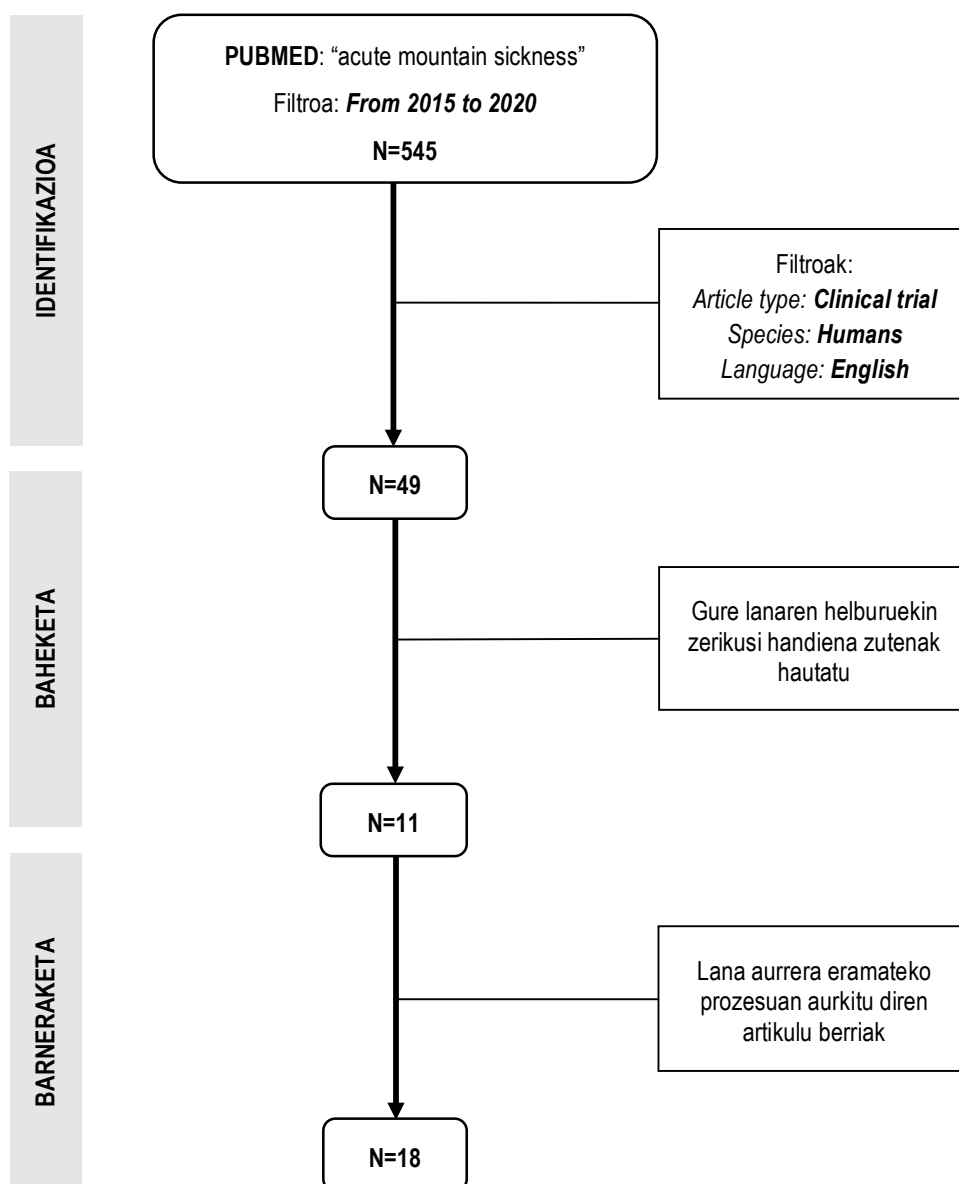 IDENTIFIKAZIOA
PUBMED: “acute mountain sickness”
Filtroa: From 2015 to 2020
N=545
Filtroak:
Article type: Clinical trial
Species: Humans
Language: English
N=49
BAHEKETA
Gure lanaren helburuekin
zerikusi handiena zutenak
hautatu
N=11
BARNERAKETA
Lana aurrera eramateko
prozesuan aurkitu diren
artikulu berriak
N=18